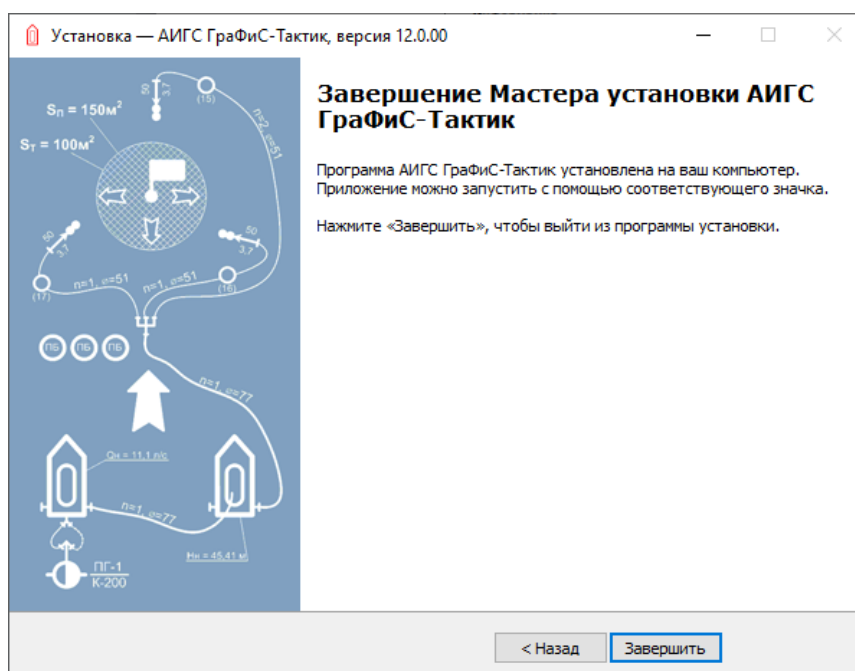 Установка — АИГС ГраФиС-Тактик, версия 12.0.00
Sп = 150м²
Sт = 100м²
50
3,7
(15)
n=2, ⌀=51
50
3,7
(17)
n=1, ⌀=51
n=1, ⌀=51
50
3,7
(16)
ПБ ПБ ПБ
n=1, ⌀=77
Qн = 11,1 л/с
n=1, ⌀=77
Нн = 45,41 м
ПГ-1
К-200
Завершение Мастера установки АИГС
ГраФиС-Тактик
Программа АИГС ГраФиС-Тактик установлена на ваш компьютер.
Приложение можно запустить с помощью соответствующего значка.
Нажмите «Завершить», чтобы выйти из программы установки.
< Назад
Завершить